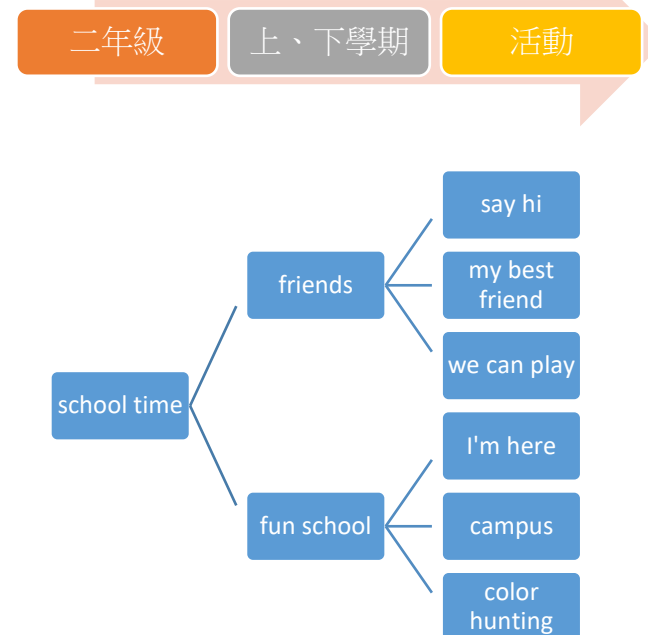 二年級
上、下學期
活動
say hi
friends
my best
friend
we can play
school time
I'm here
fun school
campus
color
hunting